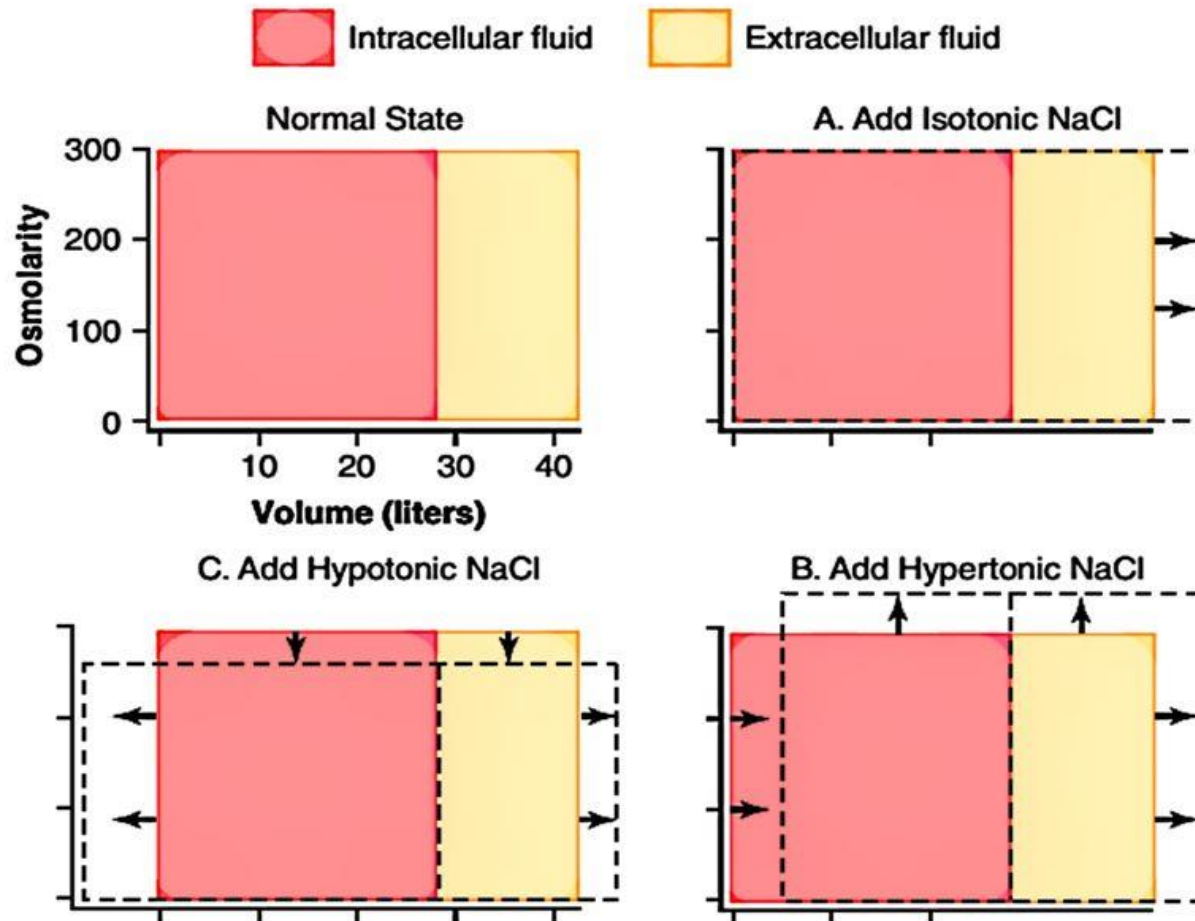 Intracellular fluid
Extracellular fluid
Normal State
300
200
100
0
Osmolarity
10 20 30 40
Volume (liters)
A. Add Isotonic NaCl
C. Add Hypotonic NaCl
B. Add Hypertonic NaCl